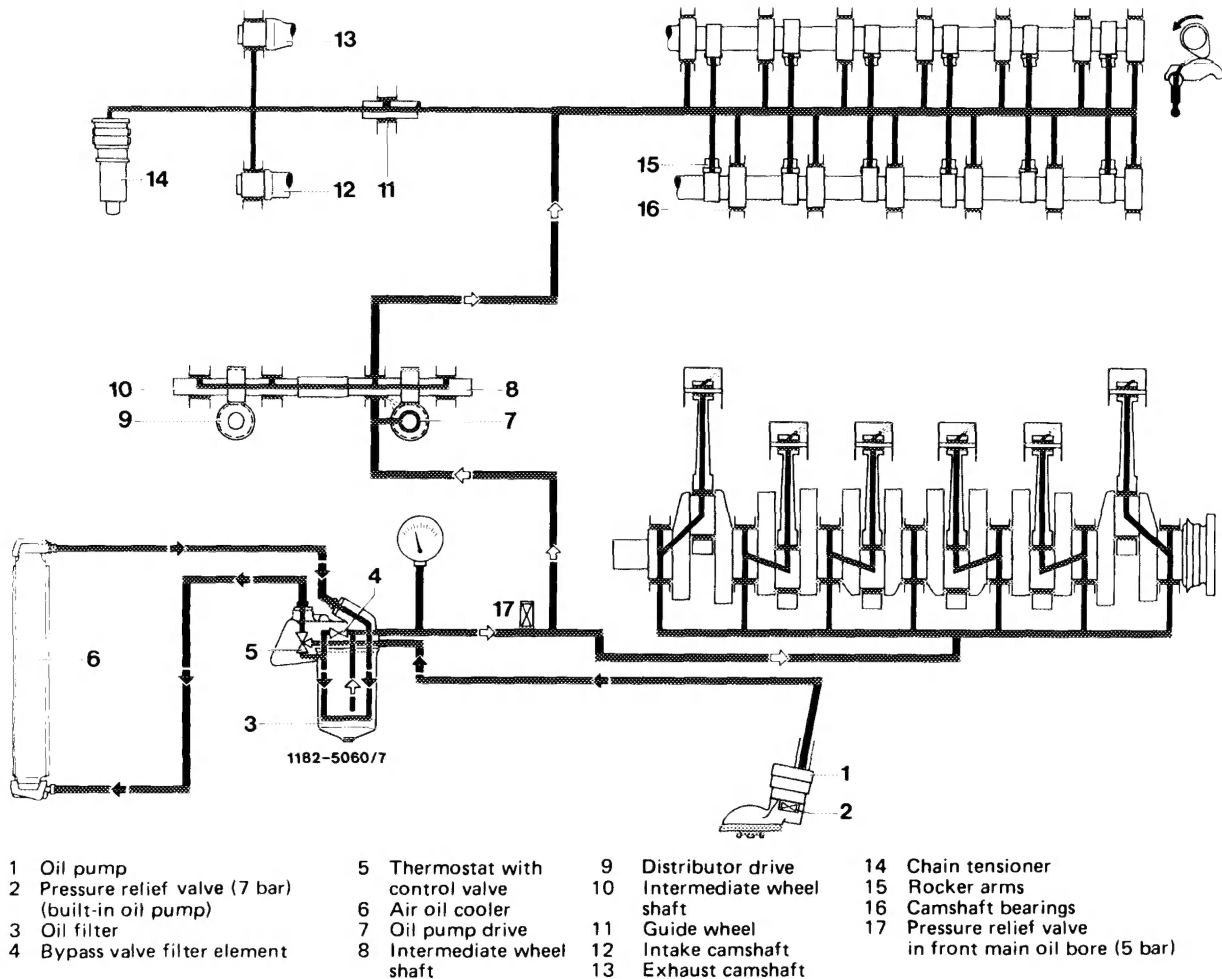 13
14
12
11
15
16
10
8
9
7
4
17
5
6
3
1182-5060/7
1
2
1 Oil pump
2 Pressure relief valve (7 bar)
(built-in oil pump)
3 Oil filter
4 Bypass valve filter element
5 Thermostat with
control valve
6 Air oil cooler
7 Oil pump drive
8 Intermediate wheel
shaft
9 Distributor drive
10 Intermediate wheel
shaft
11 Guide wheel
12 Intake camshaft
13 Exhaust camshaft
14 Chain tensioner
15 Rocker arms
16 Camshaft bearings
17 Pressure relief valve
in front main oil bore (5 bar)